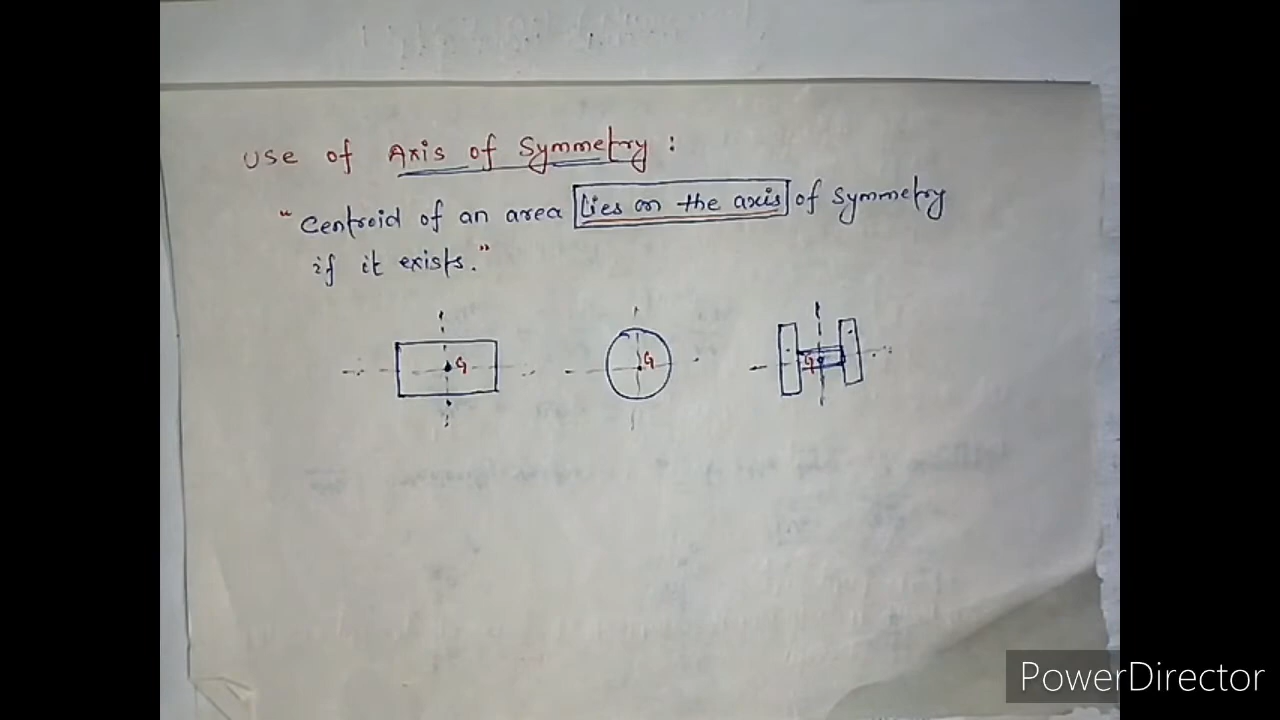 Use of Axis of Symmetry :
" Centroid of an area lies on the axis of symmetry
if it exists."
G G G
PowerDirector